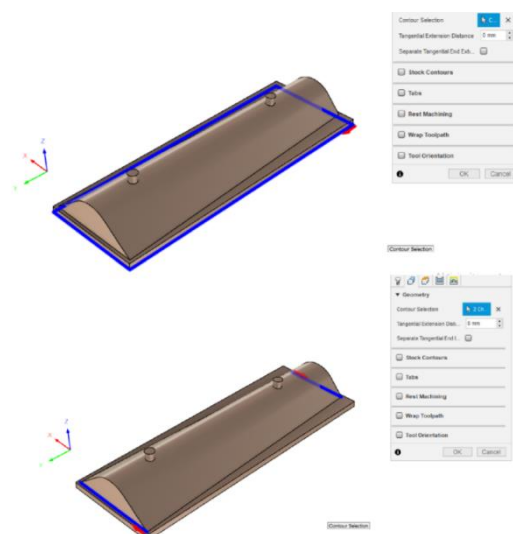 Contour Selection C...
Tangential Extension Distance 0 mm
Separate Tangential End Ext...
Stock Contours
Tabs
Rest Machining
Wrap Toolpath
Tool Orientation
OK Cancel
Contour Selection
Z
X
Y
Geometry
Contour Selection 2 Ch...
Tangential Extension Dist... 0 mm
Separate Tangential End E...
Stock Contours
Tabs
Rest Machining
Wrap Toolpath
Tool Orientation
OK Cancel
Z
X
Y
Contour Selection